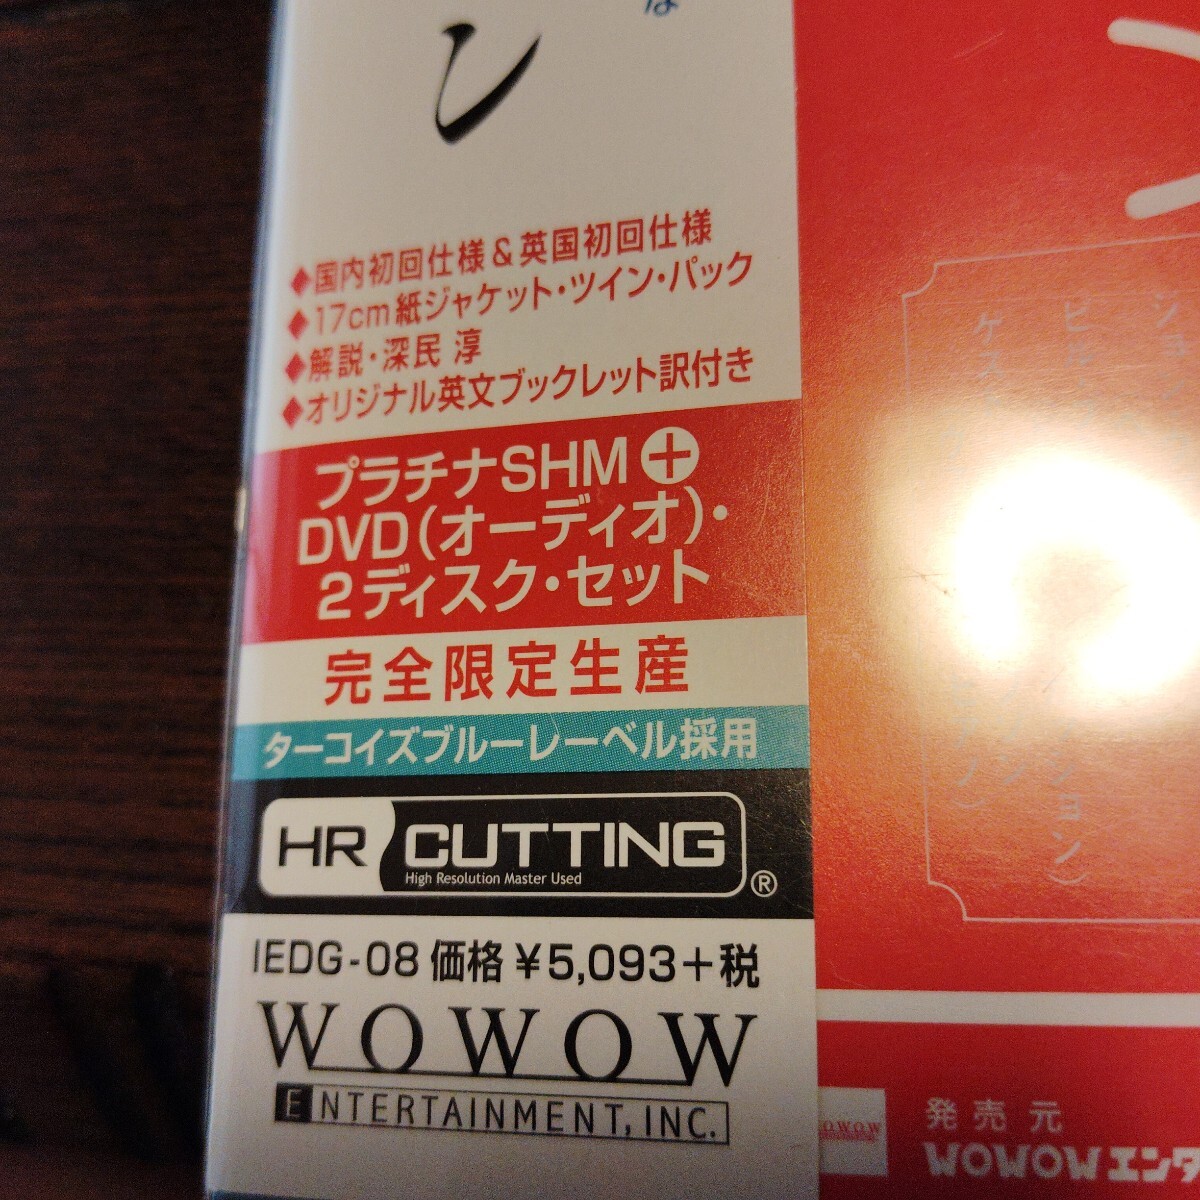 は
ン
◆国内初回仕様＆英国初回仕様
◆17cm紙ジャケット・ツイン・パック
◆解説・深民 淳
◆オリジナル英文ブックレット訳付き
プラチナSHM＋
DVD(オーディオ)・
2ディスク・セット
完全限定生産
ターコイズブルーレーベル採用
HR CUTTING
High Resolution Master Used
®
IEDG-08 価格￥5,093＋税
WOWOW
ENTERTAINMENT, INC.
WOWOW
発売元
WOWOWエンタ